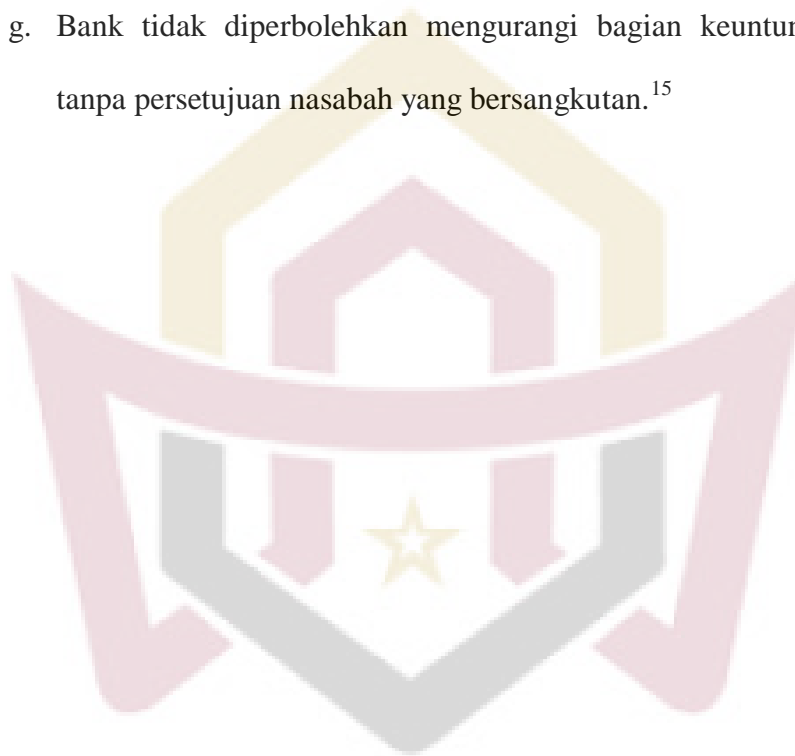 g. Bank tidak diperbolehkan mengurangi bagian
tanpa persetujuan nasabah yang bersangkutan.15